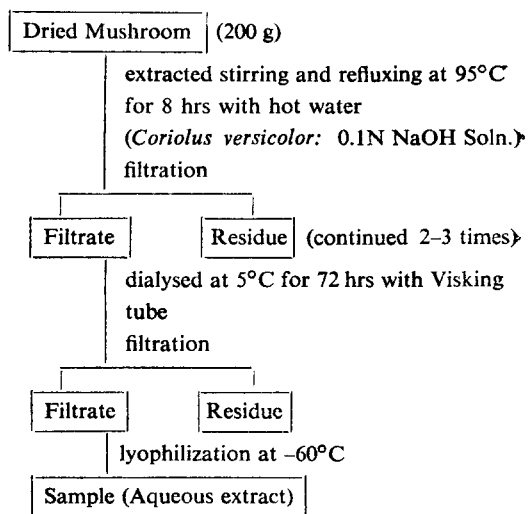 Dried Mushroom (200 g)
extracted stirring and refluxing at 95°C
for 8 hrs with hot water
(Coriolus versicolor: 0.1N NaOH Soln.)
filtration
Filtrate Residue (continued 2–3 times)
dialysed at 5°C for 72 hrs with Visking
tube
filtration
Filtrate Residue
lyophilization at –60°C
Sample (Aqueous extract)